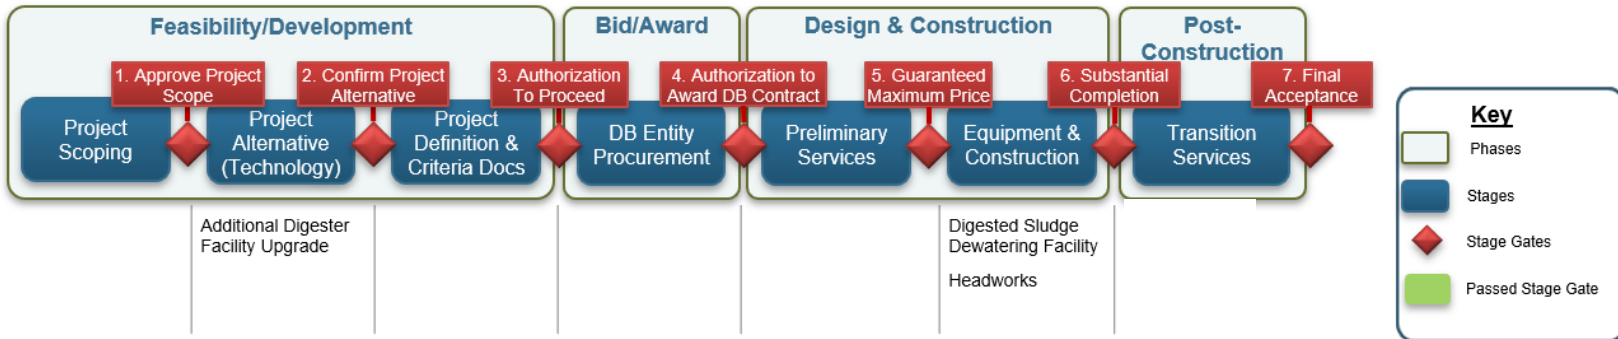 Feasibility/Development
Bid/Award
Design & Construction
Post-
Construction
1. Approve Project
Scope
2. Confirm Project
Alternative
3. Authorization
To Proceed
4. Authorization to
Award DB Contract
5. Guaranteed
Maximum Price
6. Substantial
Completion
7. Final
Acceptance
Project
Scoping
Project
Alternative
(Technology)
Project
Definition &
Criteria Docs
DB Entity
Procurement
Preliminary
Services
Equipment &
Construction
Transition
Services
Additional Digester
Facility Upgrade
Digested Sludge
Dewatering Facility
Headworks
Key
Phases
Stages
Stage Gates
Passed Stage Gate